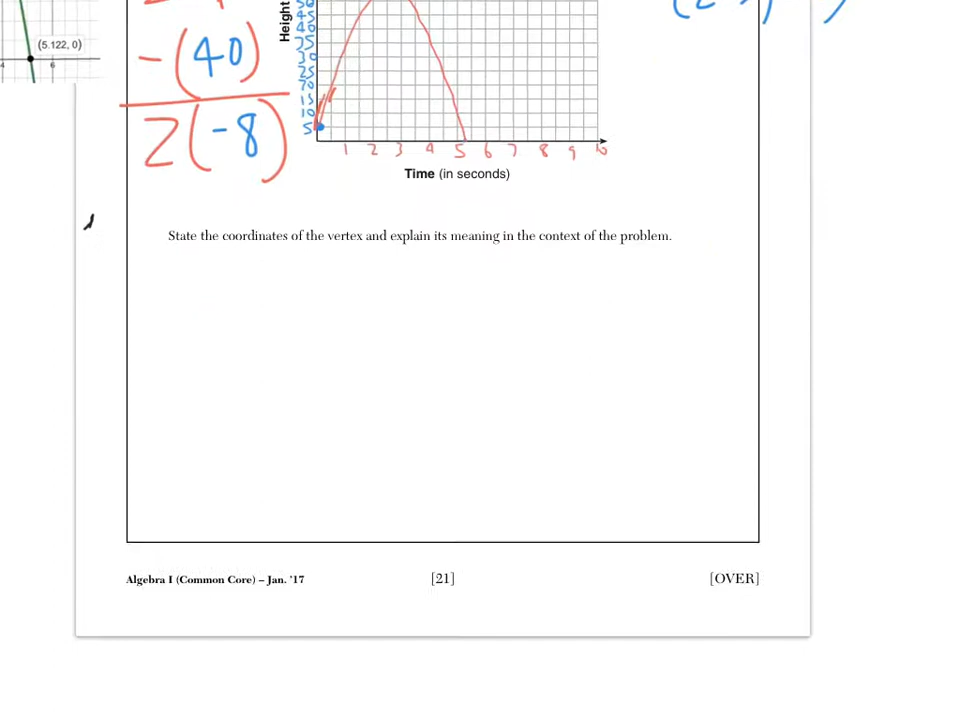 50
45
40
35
30
25
20
15
10
5
Height
(5.122, 0)
4 6
-(40)
2(-8)
1 2 3 4 5 6 7 8 9 10
Time (in seconds)
State the coordinates of the vertex and explain its meaning in the context of the problem.
Algebra I (Common Core) – Jan. ’17 [21] [OVER]